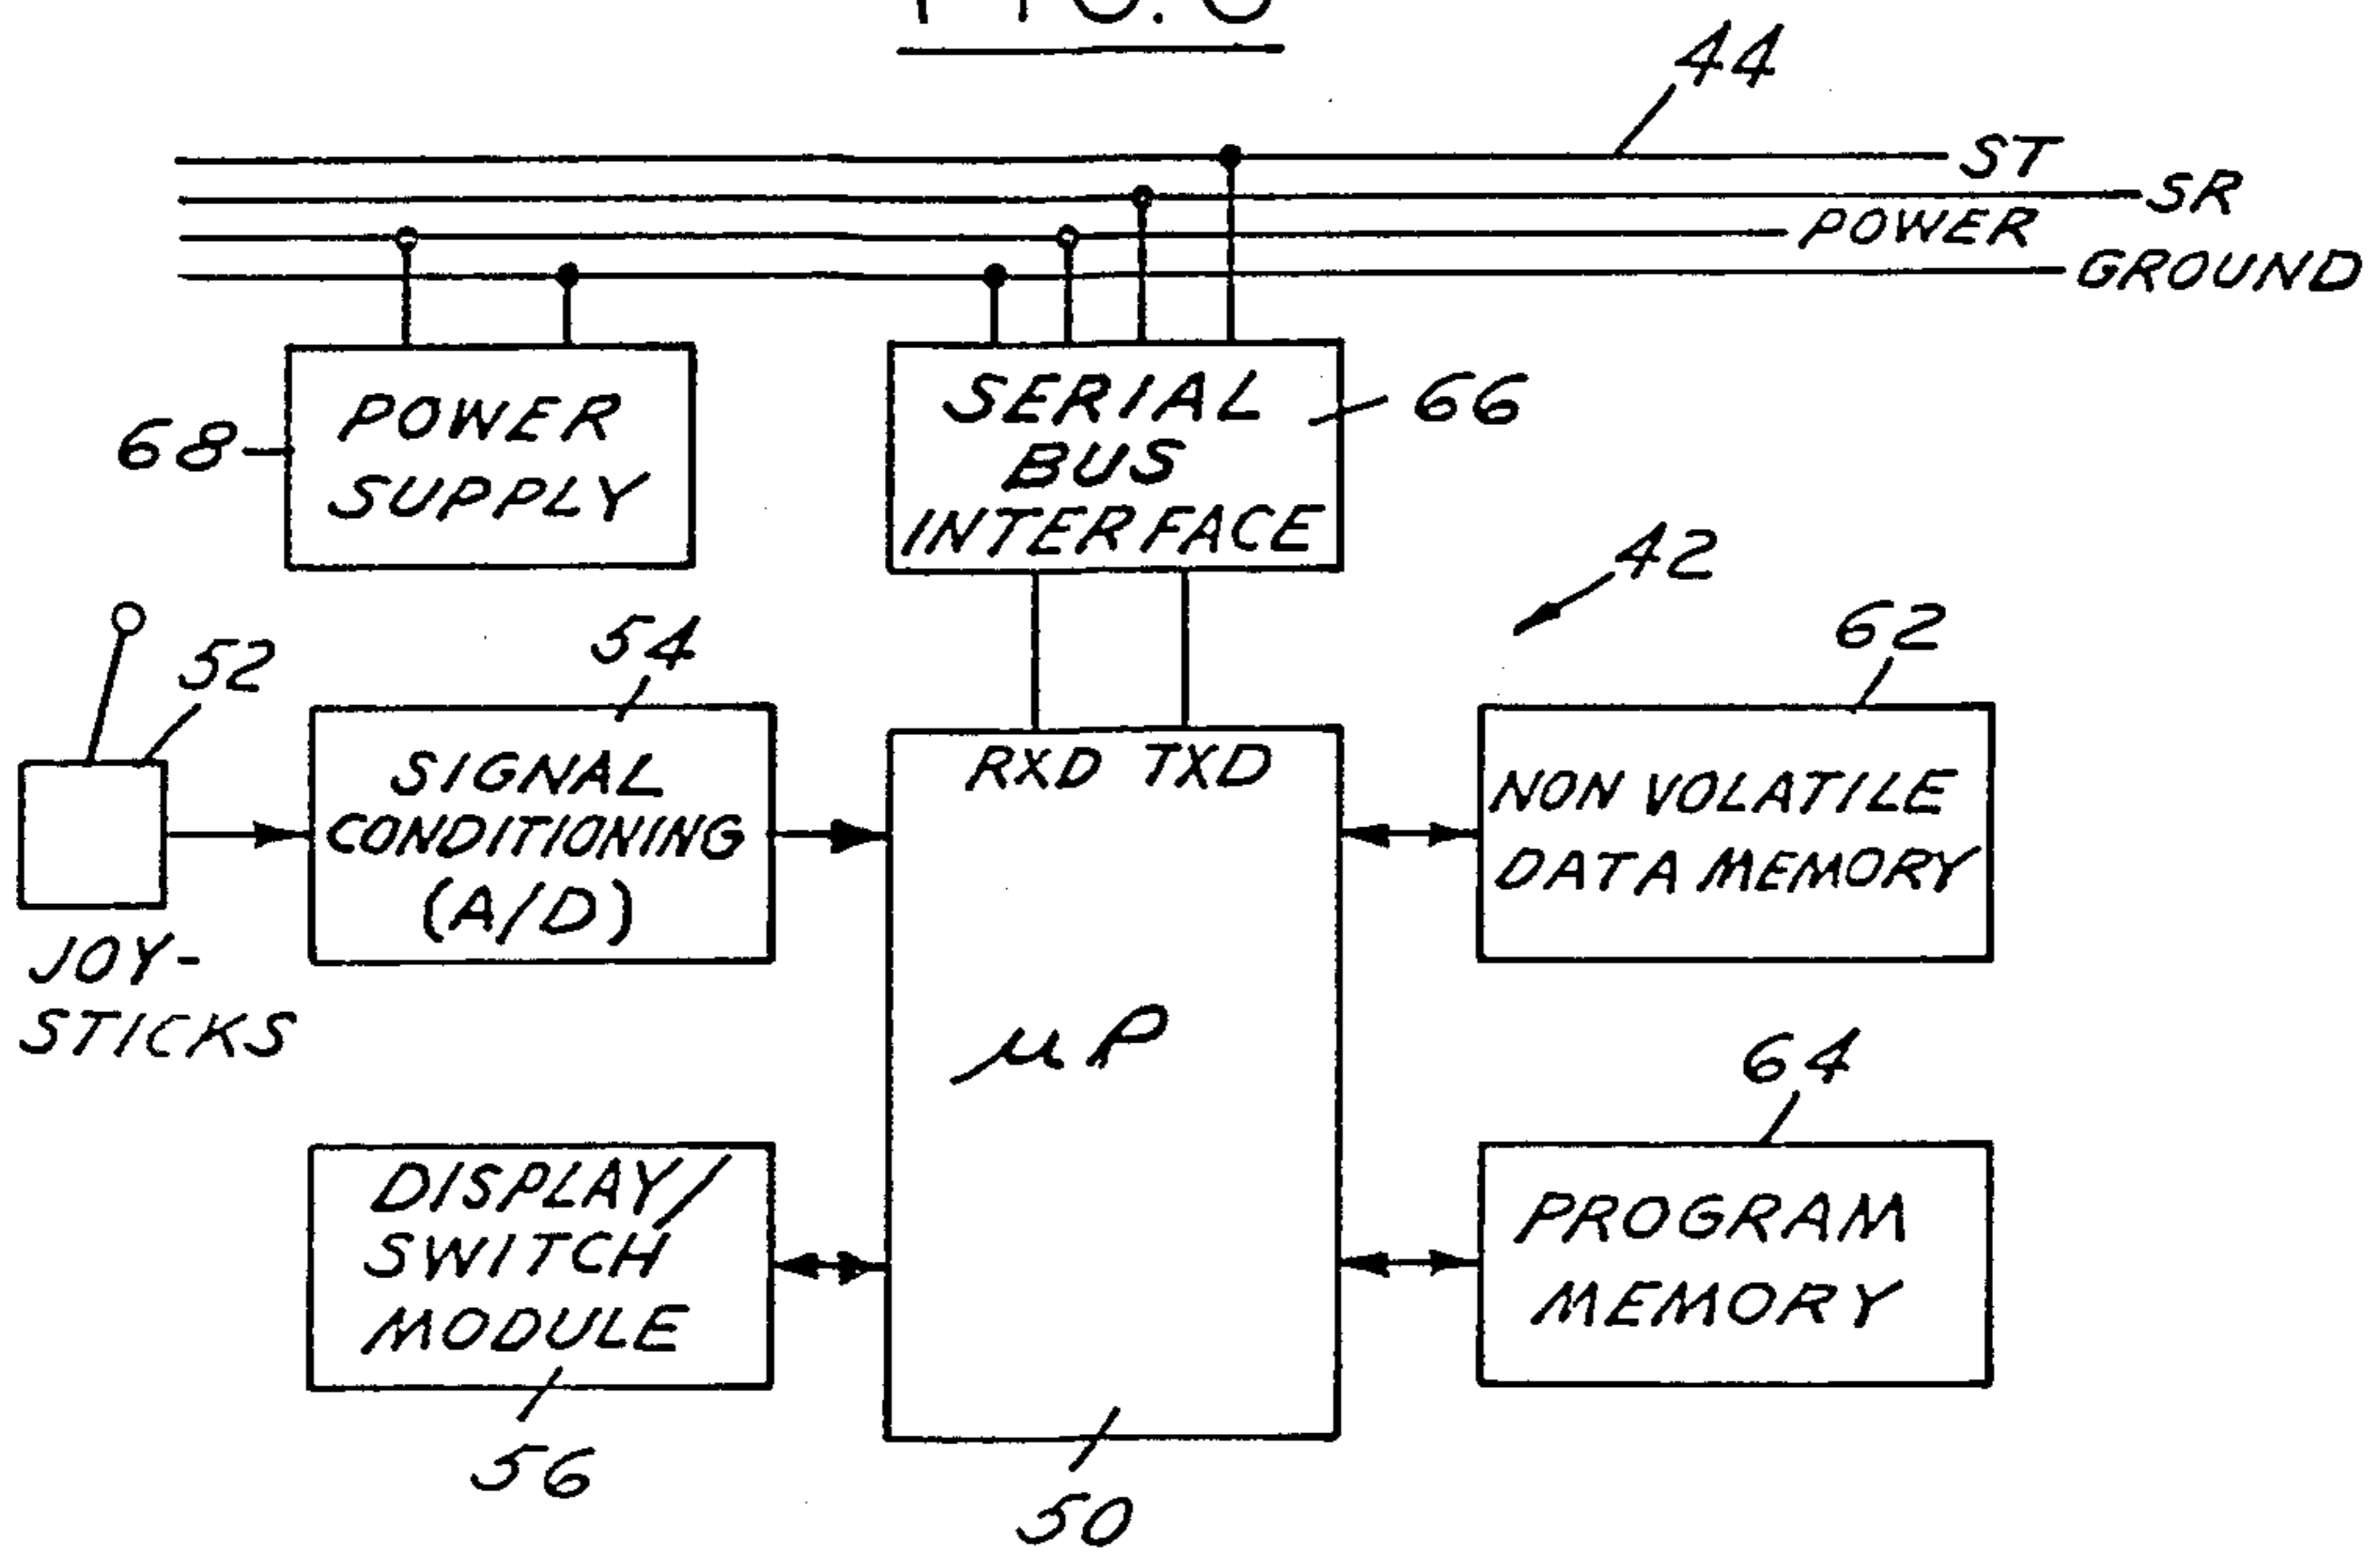 44
ST
SR
POWER
GROUND
68
POWER
SUPPLY
SERIAL
BUS
INTERFACE
66
42
52
54
62
JOY-
STICKS
SIGNAL
CONDITIONING
(A/D)
RXD TXD
μP
NON VOLATILE
DATA MEMORY
64
DISPLAY/
SWITCH
MODULE
PROGRAM
MEMORY
56
50